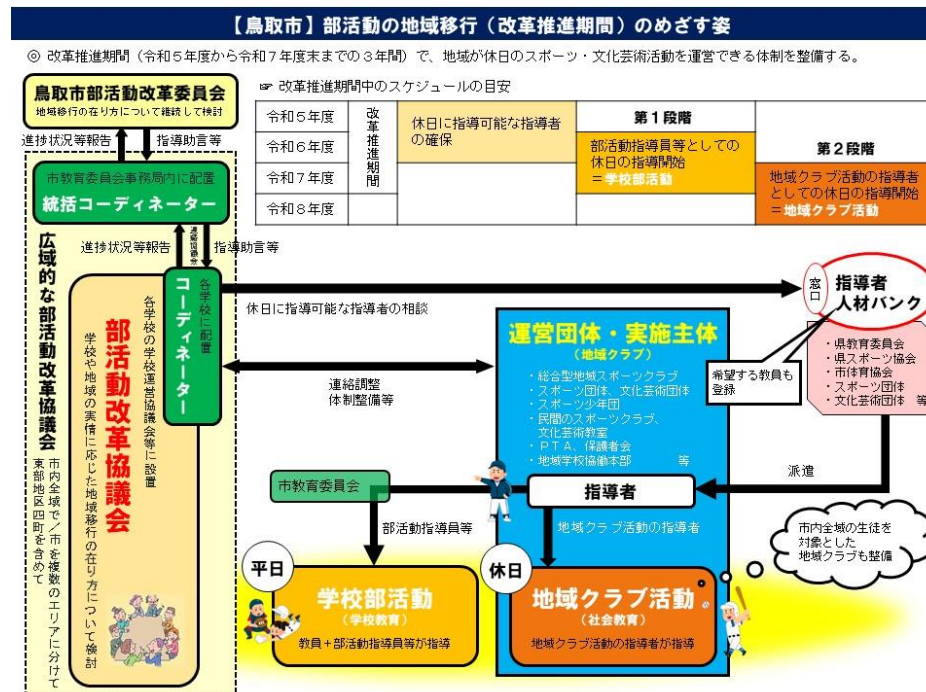 【鳥取市】部活動の地域移行（改革推進期間）のめざす姿
◎ 改革推進期間（令和５年度から令和７年度末までの３年間）で、地域が休日のスポーツ・文化芸術活動を運営できる体制を整備する。
鳥取市部活動改革委員会
地域移行の在り方について継続して検討
進捗状況等報告
指導助言等
市教育委員会事務局内に配置
統括コーディネーター
進捗状況等報告
連絡協議会
指導助言等
広域的な部活動改革協議会
市内全域で／市を複数のエリアに分けて
東部地区四町を含めて
各学校に配置
コーディネーター
各学校の学校運営協議会等に設置
部活動改革協議会
学校や地域の実情に応じた地域移行の在り方について検討
☞ 改革推進期間中のスケジュールの目安
令和５年度
令和６年度
令和７年度
令和８年度
改革推進期間
休日に指導可能な指導者
の確保
第１段階
部活動指導員等としての
休日の指導開始
＝学校部活動
第２段階
地域クラブ活動の指導者
としての休日の指導開始
＝地域クラブ活動
休日に指導可能な指導者の相談
窓口
指導者
人材バンク
・県教育委員会
・県スポーツ協会
・市体育協会
・スポーツ団体
・文化芸術団体　等
希望する教員も
登録
運営団体・実施主体
（地域クラブ）
・総合型地域スポーツクラブ
・スポーツ団体、文化芸術団体
・スポーツ少年団
・民間のスポーツクラブ、
文化芸術教室
・ＰＴＡ、保護者会
・地域学校協働本部　等
連絡調整
体制整備等
派遣
市教育委員会
指導者
部活動指導員等
地域クラブ活動の指導者
市内全域の生徒を
対象とした
地域クラブも整備
平日
学校部活動
（学校教育）
教員＋部活動指導員等が指導
休日
地域クラブ活動
（社会教育）
地域クラブ活動の指導者が指導